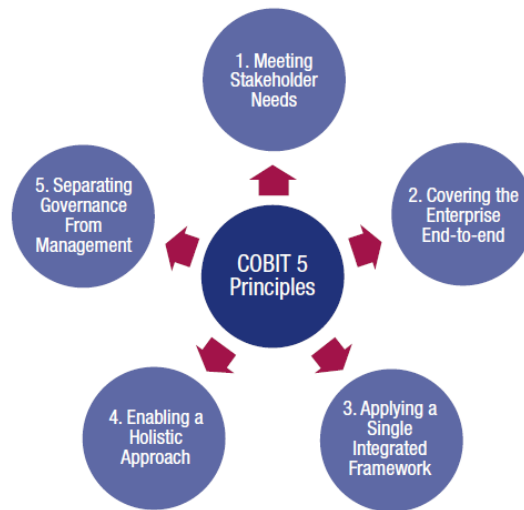 1. Meeting
Stakeholder
Needs
2. Covering the
Enterprise
End-to-end
3. Applying a
Single
Integrated
Framework
4. Enabling a
Holistic
Approach
5. Separating
Governance
From
Management
COBIT 5
Principles